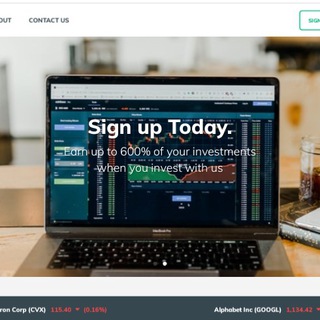 OUT CONTACT US SIGN
Sign up Today.
Earn up to 600% of your investments
when you invest with us
MacBook Pro
ron Corp (CVX) 115.40 (0.16%) Alphabet Inc (GOOGL) 1,134.42